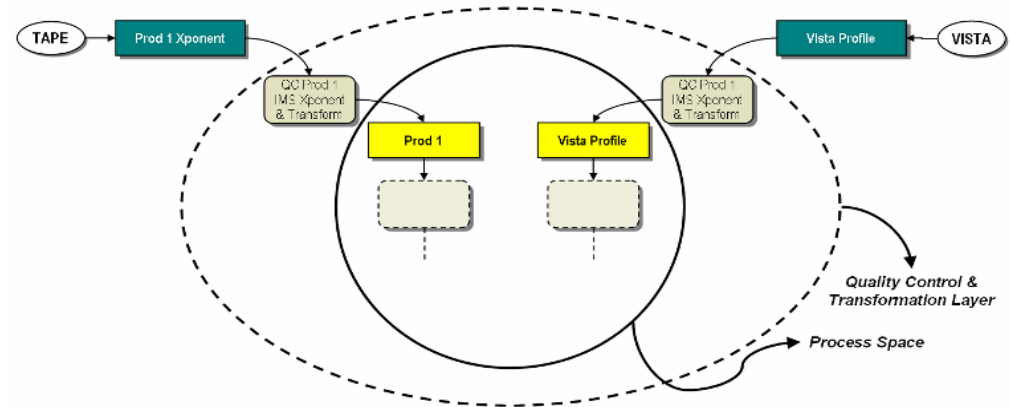 TAPE
Prod 1 Xponent
Vista Profile
VISTA
QC Prod 1
IMS Xponent
& Transform
QC Prod 1
IMS Xponent
& Transform
Prod 1
Vista Profile
Quality Control &
Transformation Layer
Process Space